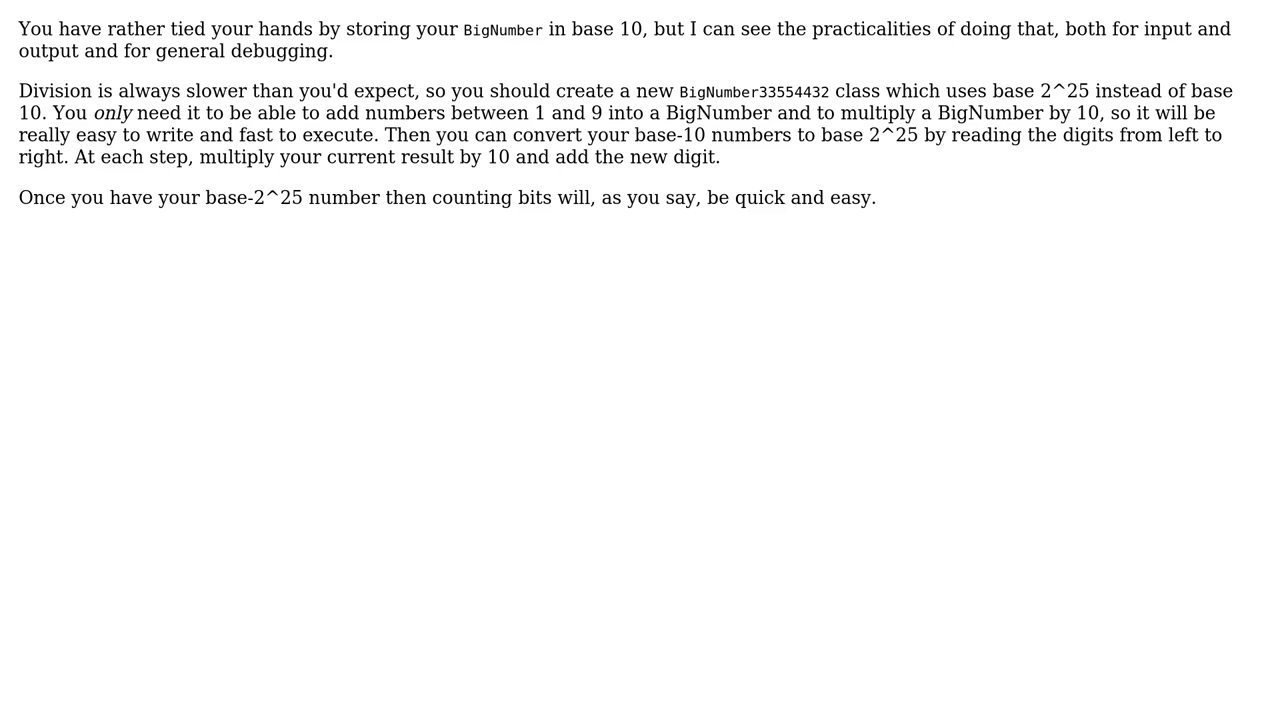 You have rather tied your hands by storing your BigNumber in base 10, but I can see the practicalities of doing that, both for input and
output and for general debugging.
Division is always slower than you'd expect, so you should create a new BigNumber33554432 class which uses base 2^25 instead of base
10. You only need it to be able to add numbers between 1 and 9 into a BigNumber and to multiply a BigNumber by 10, so it will be
really easy to write and fast to execute. Then you can convert your base-10 numbers to base 2^25 by reading the digits from left to
right. At each step, multiply your current result by 10 and add the new digit.
Once you have your base-2^25 number then counting bits will, as you say, be quick and easy.